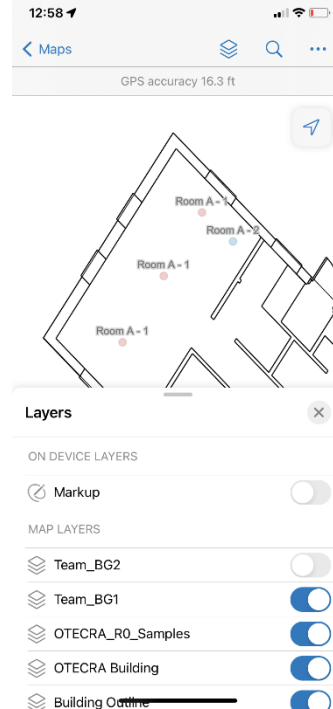 12:58
Maps
GPS accuracy 16.3 ft
Room A - 1
Room A - 2
Room A - 1
Room A - 1
Layers
ON DEVICE LAYERS
Markup
MAP LAYERS
Team_BG2
Team_BG1
OTECRA_R0_Samples
OTECRA Building
Building Outline